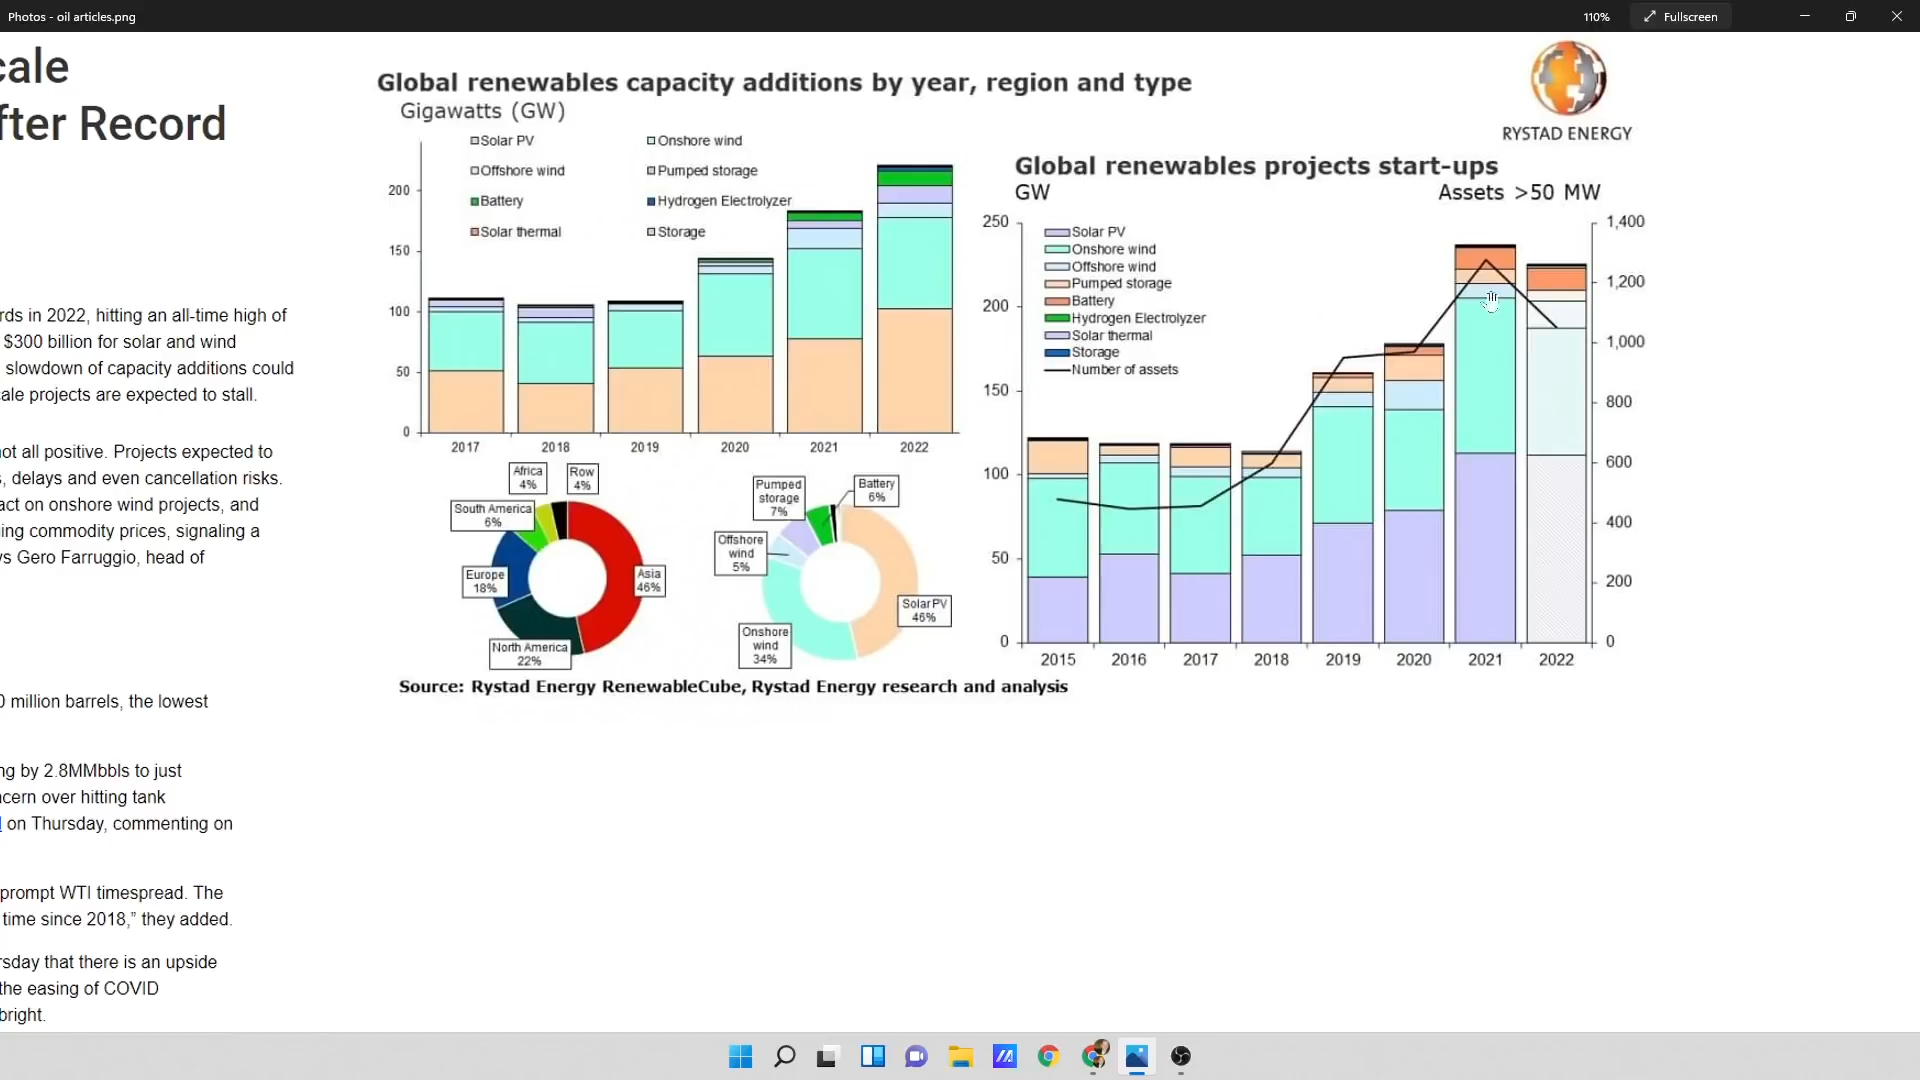 Photos - oil articles.png
110%
Fullscreen
cale
fter Record
rds in 2022, hitting an all-time high of
$300 billion for solar and wind
slowdown of capacity additions could
ale projects are expected to stall.
ot all positive. Projects expected to
s, delays and even cancellation risks.
act on onshore wind projects, and
ing commodity prices, signaling a
ys Gero Farruggio, head of
0 million barrels, the lowest
ng by 2.8MMbbls to just
ncern over hitting tank
on Thursday, commenting on
prompt WTI timespread. The
time since 2018,” they added.
rsday that there is an upside
the easing of COVID
bright.
Global renewables capacity additions by year, region and type
Gigawatts (GW)
Solar PV
Onshore wind
Offshore wind
Pumped storage
Battery
Hydrogen Electrolyzer
Solar thermal
Storage
200
150
100
50
0
2017 2018 2019 2020 2021 2022
Africa
4%
Row
4%
South America
6%
Europe
18%
Asia
46%
North America
22%
Pumped
storage
7%
Battery
6%
Offshore
wind
5%
Solar PV
46%
Onshore
wind
34%
Source: Rystad Energy RenewableCube, Rystad Energy research and analysis
RYSTAD ENERGY
Global renewables projects start-ups
GW
Assets >50 MW
250
200
150
100
50
0
Solar PV
Onshore wind
Offshore wind
Pumped storage
Battery
Hydrogen Electrolyzer
Solar thermal
Storage
Number of assets
1,400
1,200
1,000
800
600
400
200
0
2015 2016 2017 2018 2019 2020 2021 2022